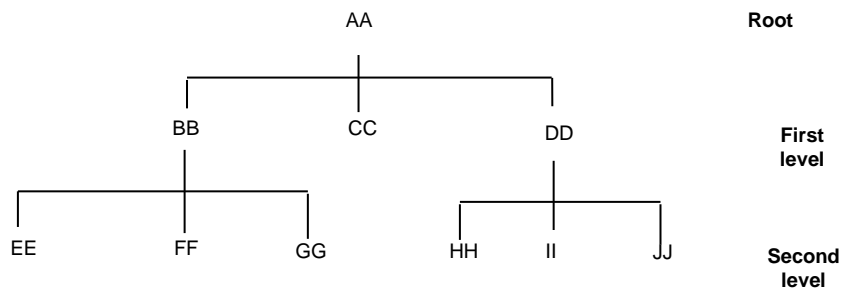 AA Root
BB CC DD First
level
EE FF GG HH II JJ Second
level